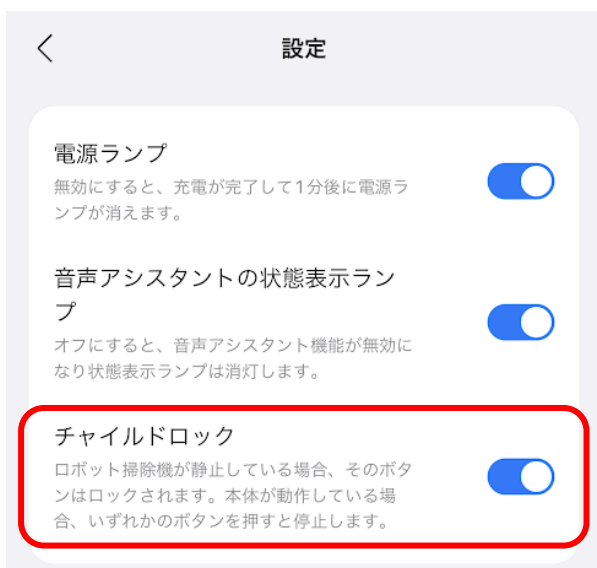 設定
電源ランプ
無効にすると、充電が完了して1分後に電源ラ
ンプが消えます。
音声アシスタントの状態表示ラン
プ
オフにすると、音声アシスタント機能が無効に
なり状態表示ランプは消灯します。
チャイルドロック
ロボット掃除機が静止している場合、そのボタ
ンはロックされます。本体が動作している場
合、いずれかのボタンを押すと停止します。